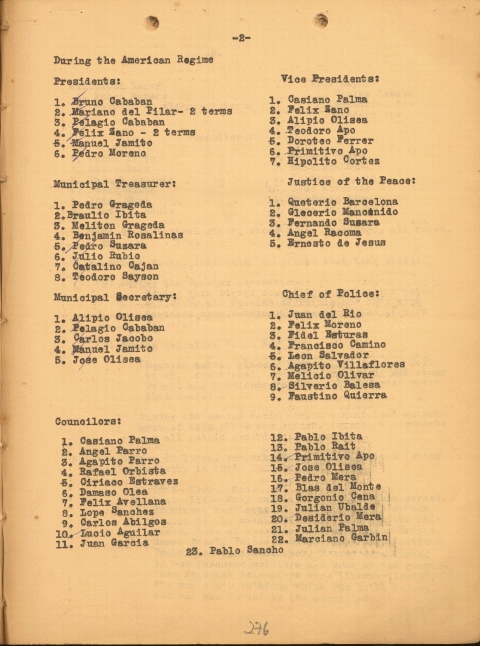 -2-
During the American Regime
Presidents:
1. Bruno Cababan
2. Mariano del Pilar- 2 terms
3. Pelagio Cababan
4. Felix Sano - 2 terms
5. Manuel Jamito
6. Pedro Moreno
Vice Presidents:
1. Casiano Palma
2. Felix Sano
3. Alipio Olisea
4. Teodoro Apo
5. Doroteo Ferrer
6. Primitivo Apo
7. Hipolito Cortez
Municipal Treasurer:
1. Pedro Grageda
2.Braulio Ibita
3. Meliton Grageda
4. Benjamin Rosalinas
5. Pedro Susara
6. Julio Rubio
7. Catalino Cajan
8. Teodoro Sayson
Justice of the Peace:
1. Queterio Barcelona
2. Glecerio Mancenido
3. Fernando Susara
4. Angel Racoma
5. Ernesto de Jesus
Municipal Secretary:
1. Alipio Olisea
2. Pelagio Cababan
3. Carlos Jacobo
4. Manuel Jamito
5. Jose Olisea
Chief of Police:
1. Juan del Rio
2. Felix Moreno
3. Fidel Esturas
4. Francisco Camino
5. Leon Salvador
6. Agapito Villaflores
7. Melicio Olivar
8. Silverio Balesa
9. Faustino Quierra
Councilors:
1. Casiano Palma
2. Angel Parro
3. Agapito Parro
4. Rafael Orbista
5. Ciriaco Estravez
6. Damaso Olea
7. Felix Avellana
8. Lope Sanchez
9. Carlos Abilgos
10. Lucio Aguilar
11. Juan Garcia
12. Pablo Ibita
13. Pablo Rait
14. Primitivo Apo
15. Jose Olisea
16. Pedro Mera
17. Blas del Monte
18. Gorgonio Cena
19. Julian Ubalde
20. Desiderio Mera
21. Julian Palma
22. Marciano Garbin
23. Pablo Sancho
246